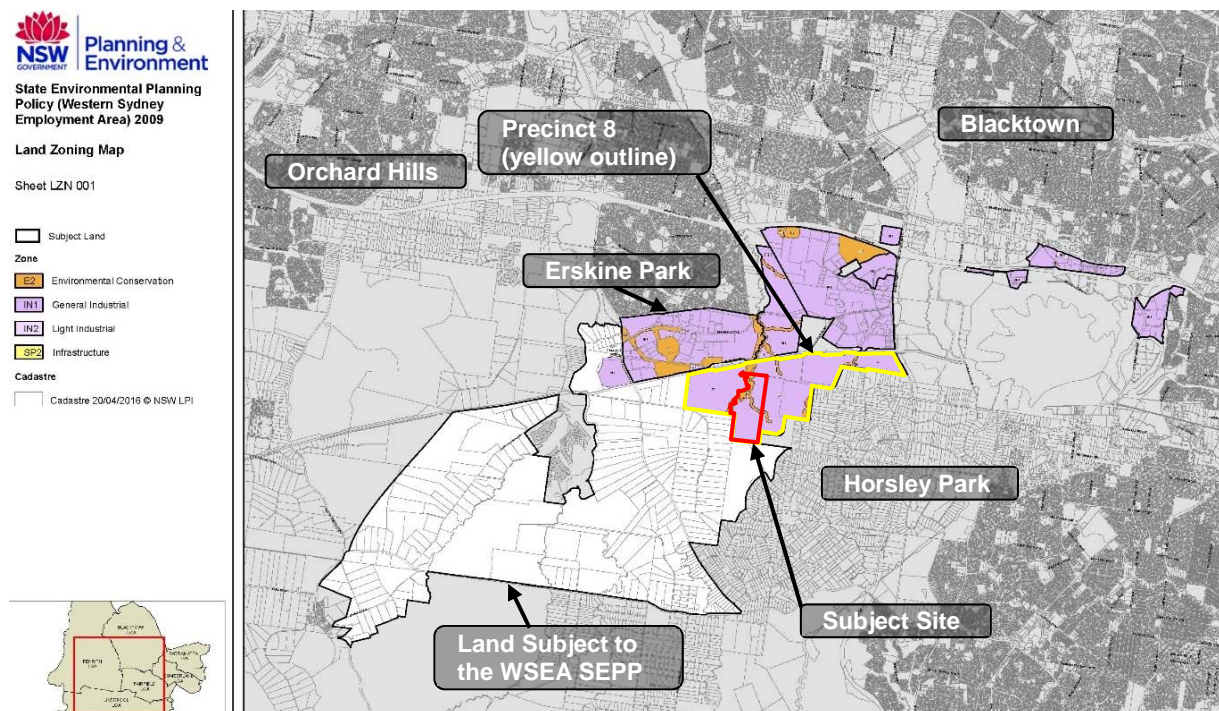 NSW
GOVERNMENT
Planning &
Environment
State Environmental Planning
Policy (Western Sydney
Employment Area) 2009
Land Zoning Map
Sheet LZN 001
Subject Land
Zone
E2 Environmental Conservation
IN1 General Industrial
IN2 Light Industrial
SP2 Infrastructure
Cadastre
Cadastre 20/04/2016 © NSW LPI
Precinct 8
(yellow outline)
Blacktown
Orchard Hills
Erskine Park
Horsley Park
Subject Site
Land Subject to
the WSEA SEPP